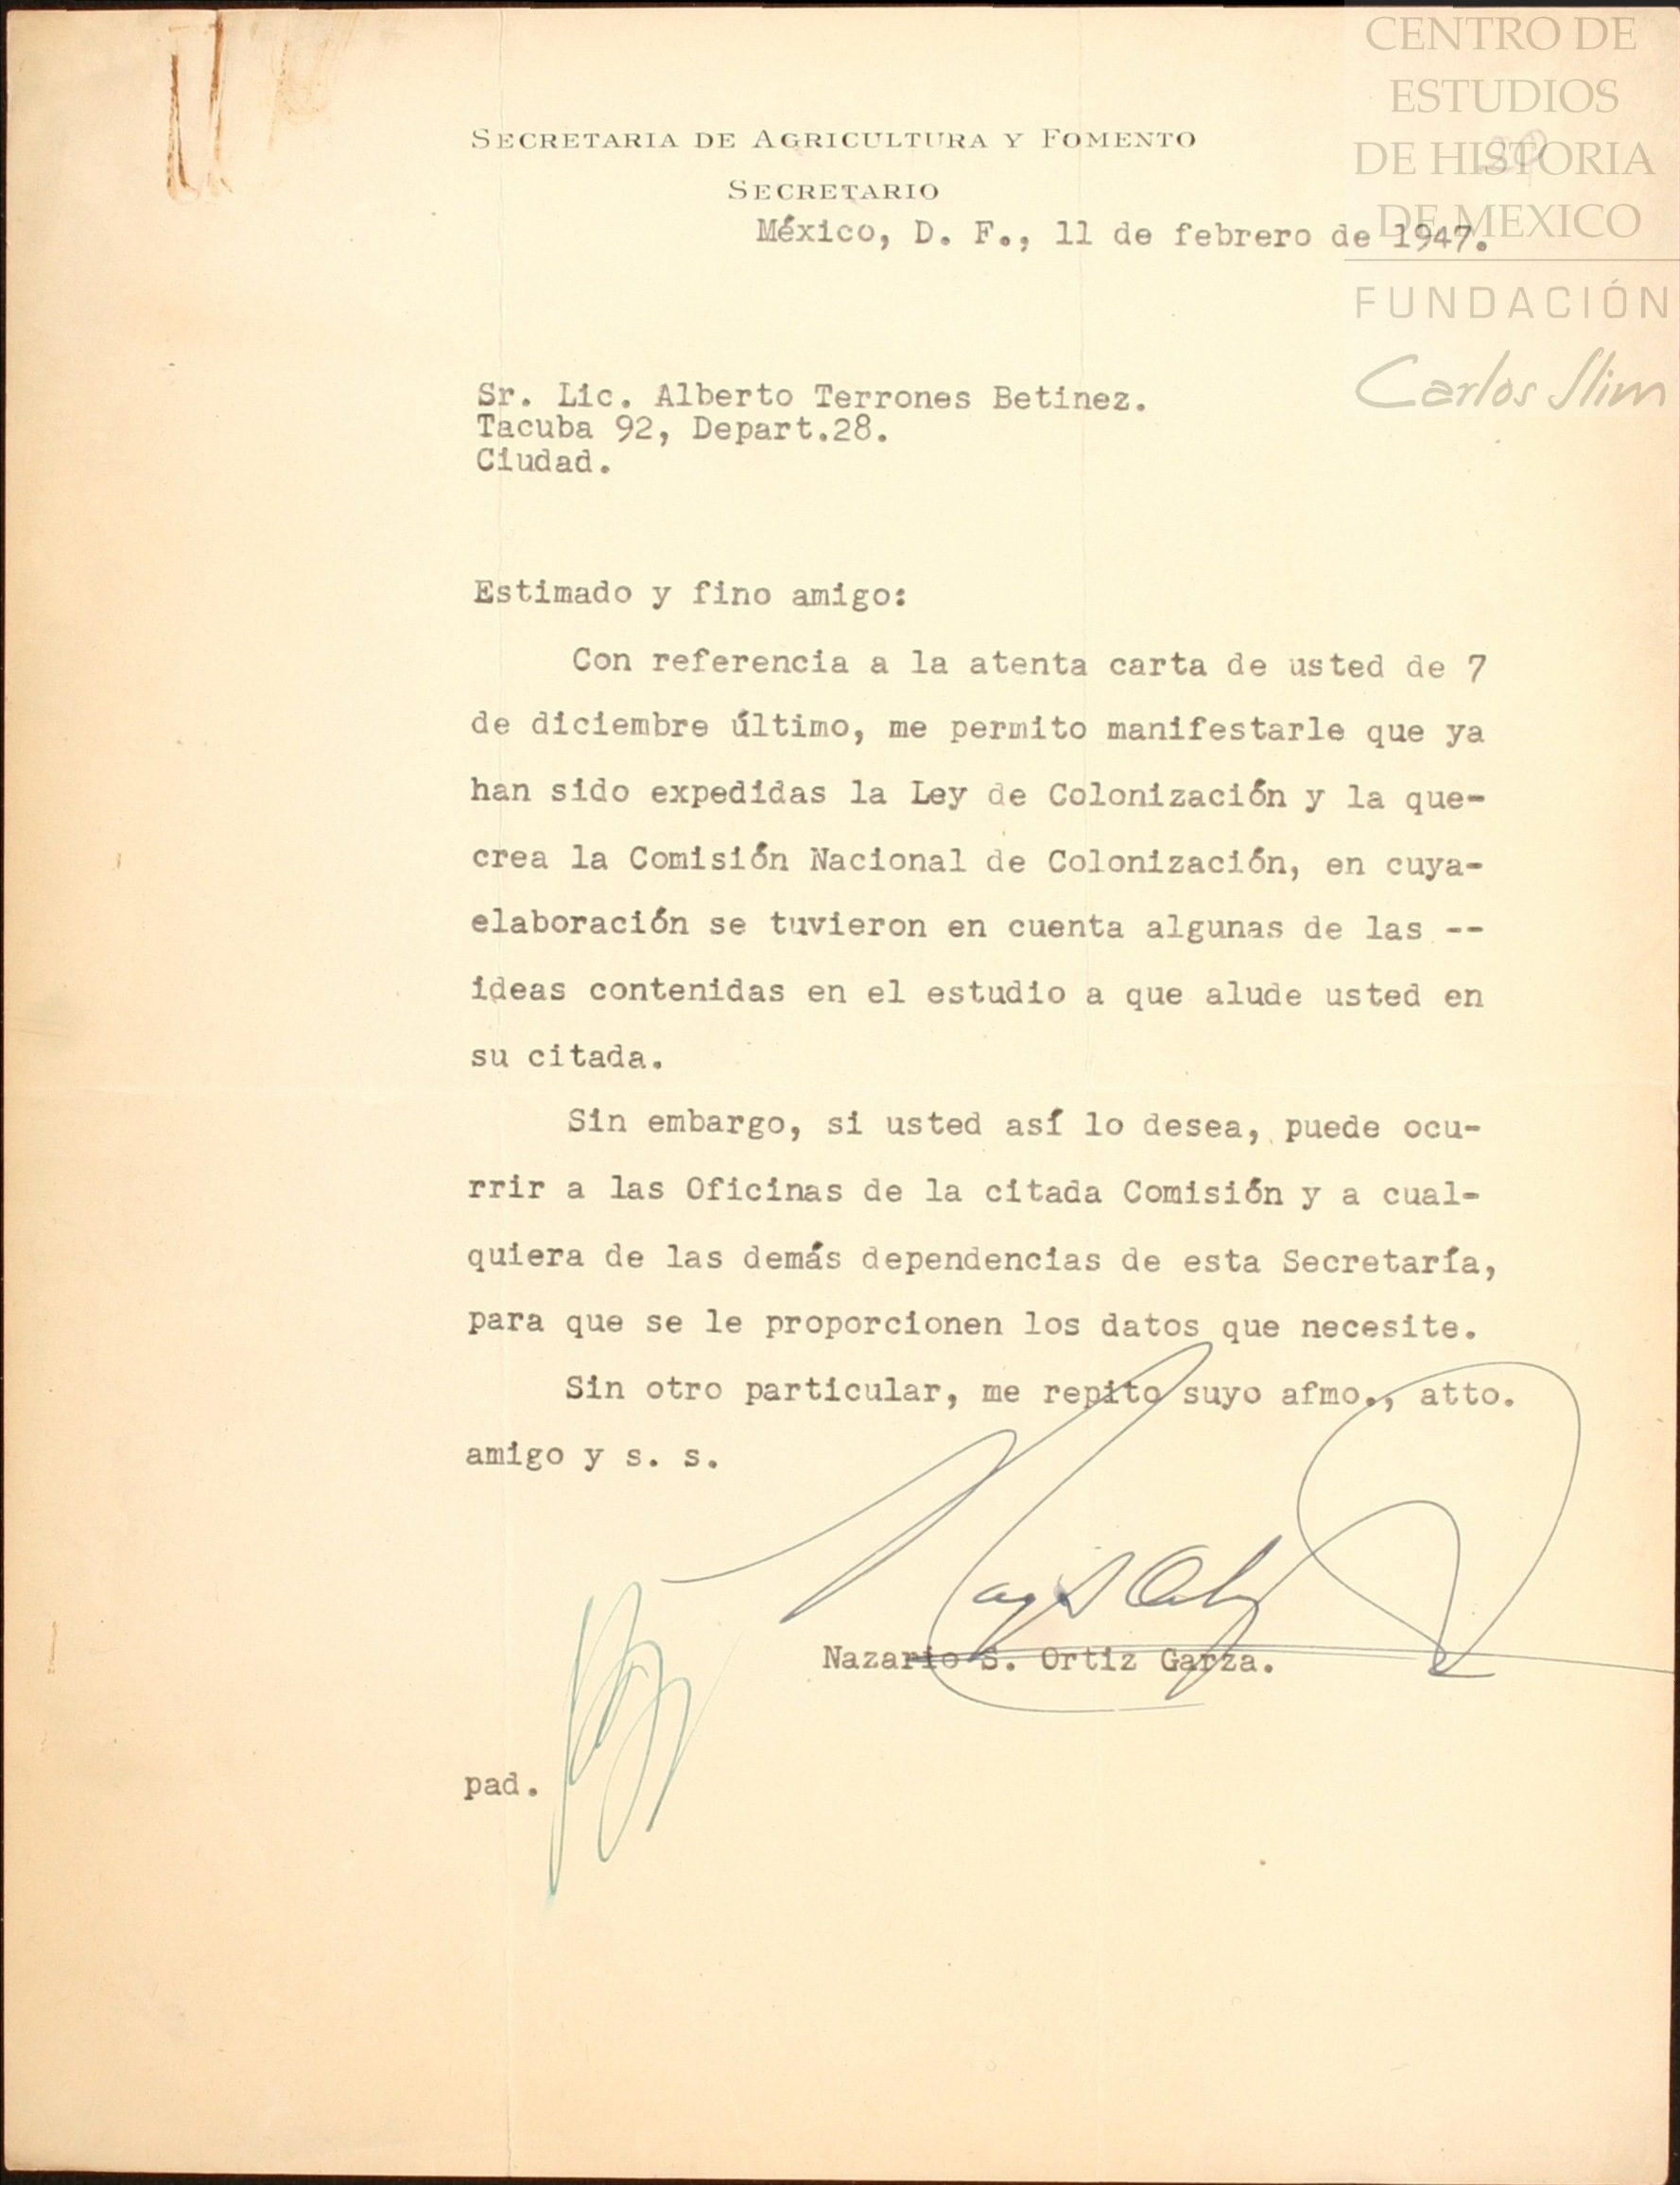 CENTRO DE
ESTUDIOS
DE HISTORIA
DE MEXICO
FUNDACIÓN
Carlos Slim
SECRETARIA DE AGRICULTURA Y FOMENTO
SECRETARIO
México, D. F., 11 de febrero de 1947.
Sr. Lic. Alberto Terrones Betinez.
Tacuba 92, Depart.28.
Ciudad.
Estimado y fino amigo:
Con referencia a la atenta carta de usted de 7
de diciembre último, me permito manifestarle que ya
han sido expedidas la Ley de Colonización y la que-
crea la Comisión Nacional de Colonización, en cuya-
elaboración se tuvieron en cuenta algunas de las --
ideas contenidas en el estudio a que alude usted en
su citada.
Sin embargo, si usted así lo desea, puede ocu-
rrir a las Oficinas de la citada Comisión y a cual-
quiera de las demás dependencias de esta Secretaría,
para que se le proporcionen los datos que necesite.
Sin otro particular, me repito suyo afmo., atto.
amigo y s. s.
Nazario S. Ortiz Garza.
pad.